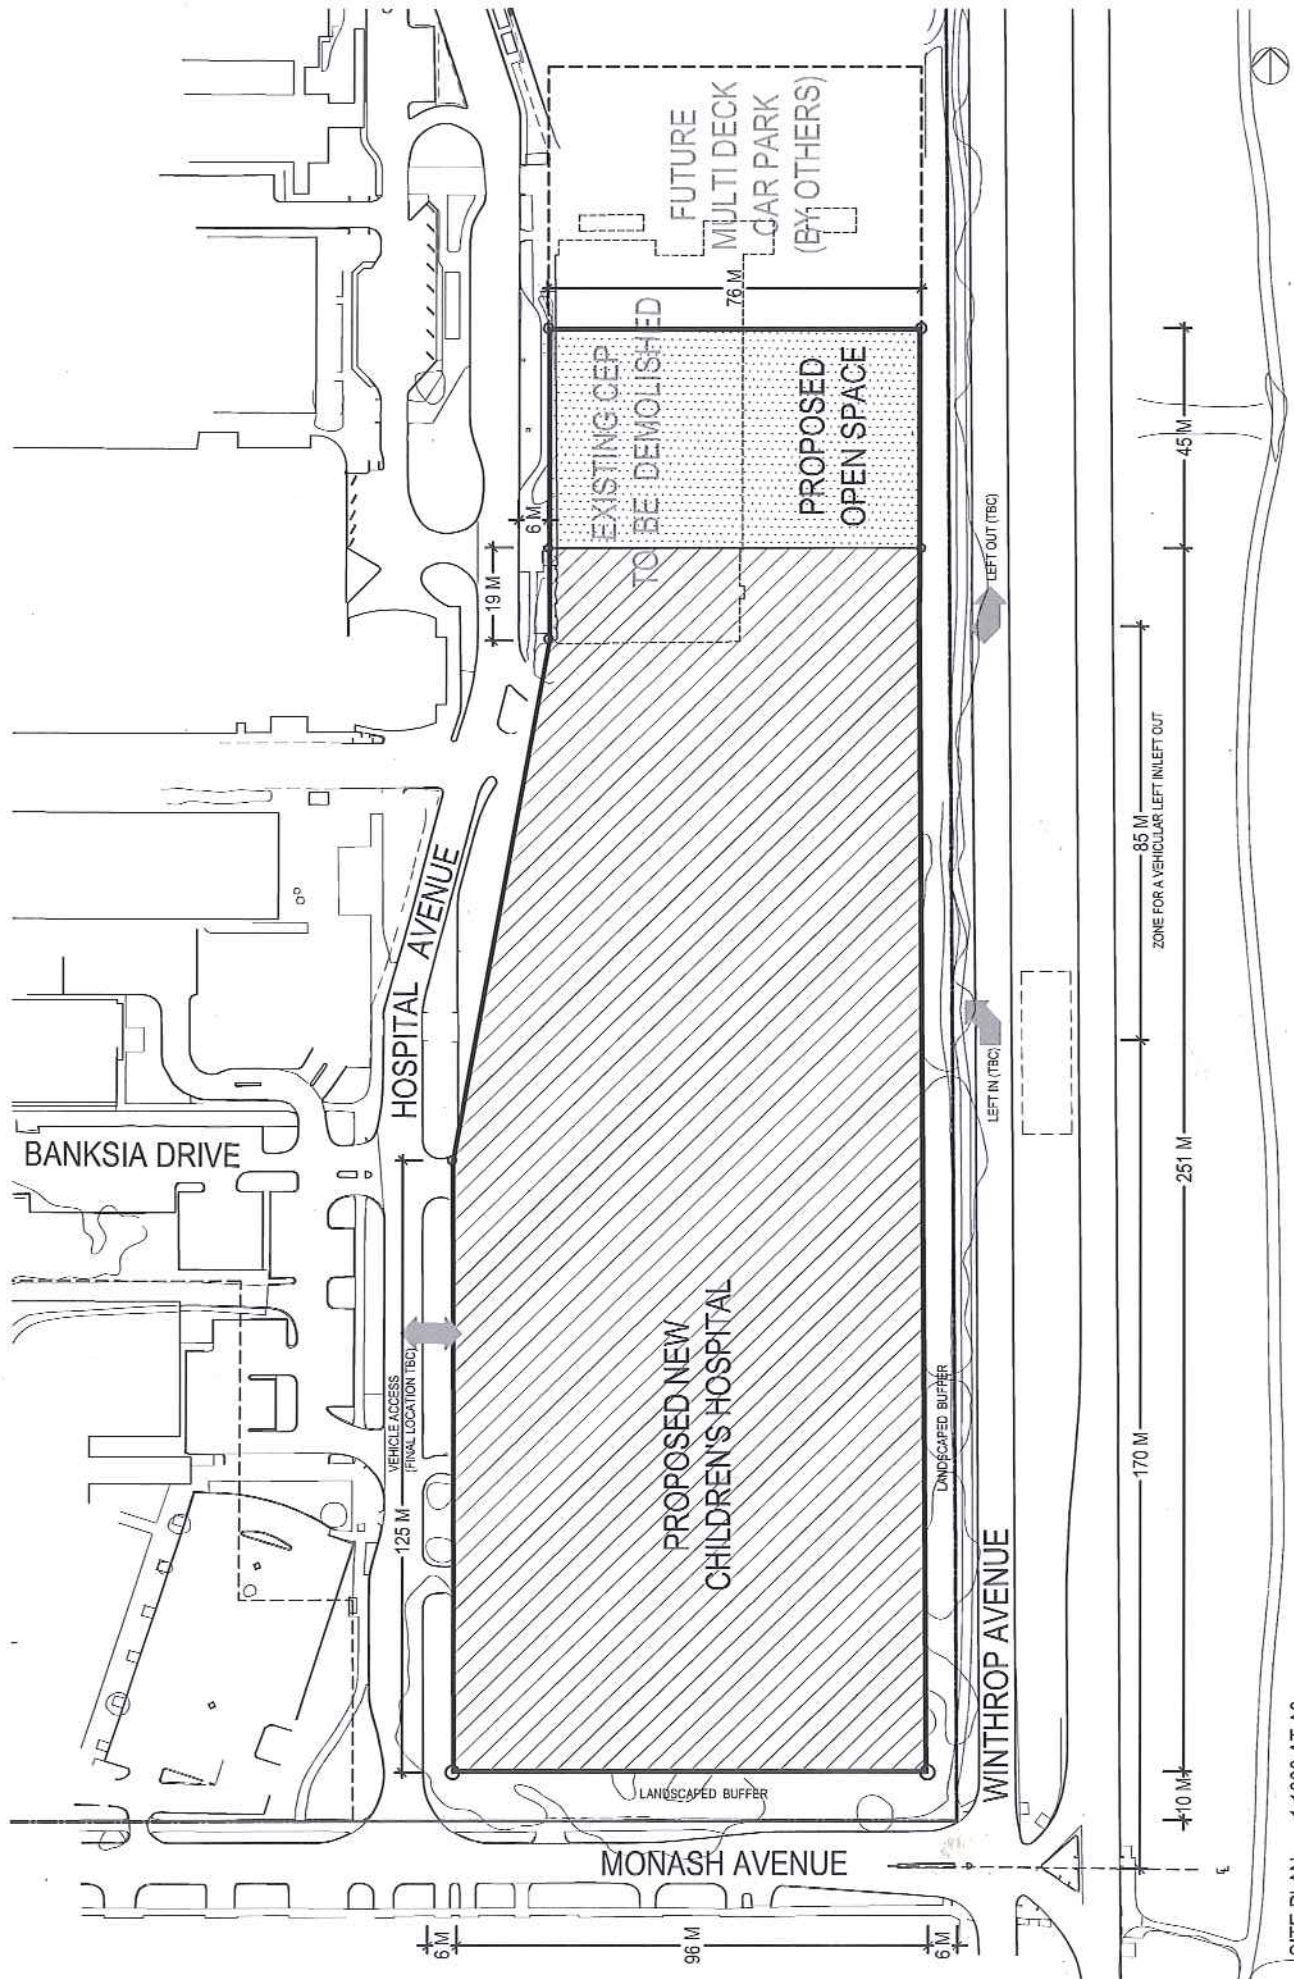 FUTURE
MULTI DECK
CAR PARK
(BY OTHERS)
76 M
EXISTING CEP
TO BE DEMOLISHED
PROPOSED
OPEN SPACE
45 M
6 M
19 M
LEFT OUT (TBC)
HOSPITAL AVENUE
85 M
ZONE FOR A VEHICULAR LEFT IN/LEFT OUT
LEFT IN (TBC)
BANKSIA DRIVE
251 M
VEHICLE ACCESS
(FINAL LOCATION TBC)
125 M
PROPOSED NEW
CHILDREN'S HOSPITAL
LANDSCAPED BUFFER
170 M
WINTHROP AVENUE
LANDSCAPED BUFFER
10 M
MONASH AVENUE
6 M
96 M
6 M